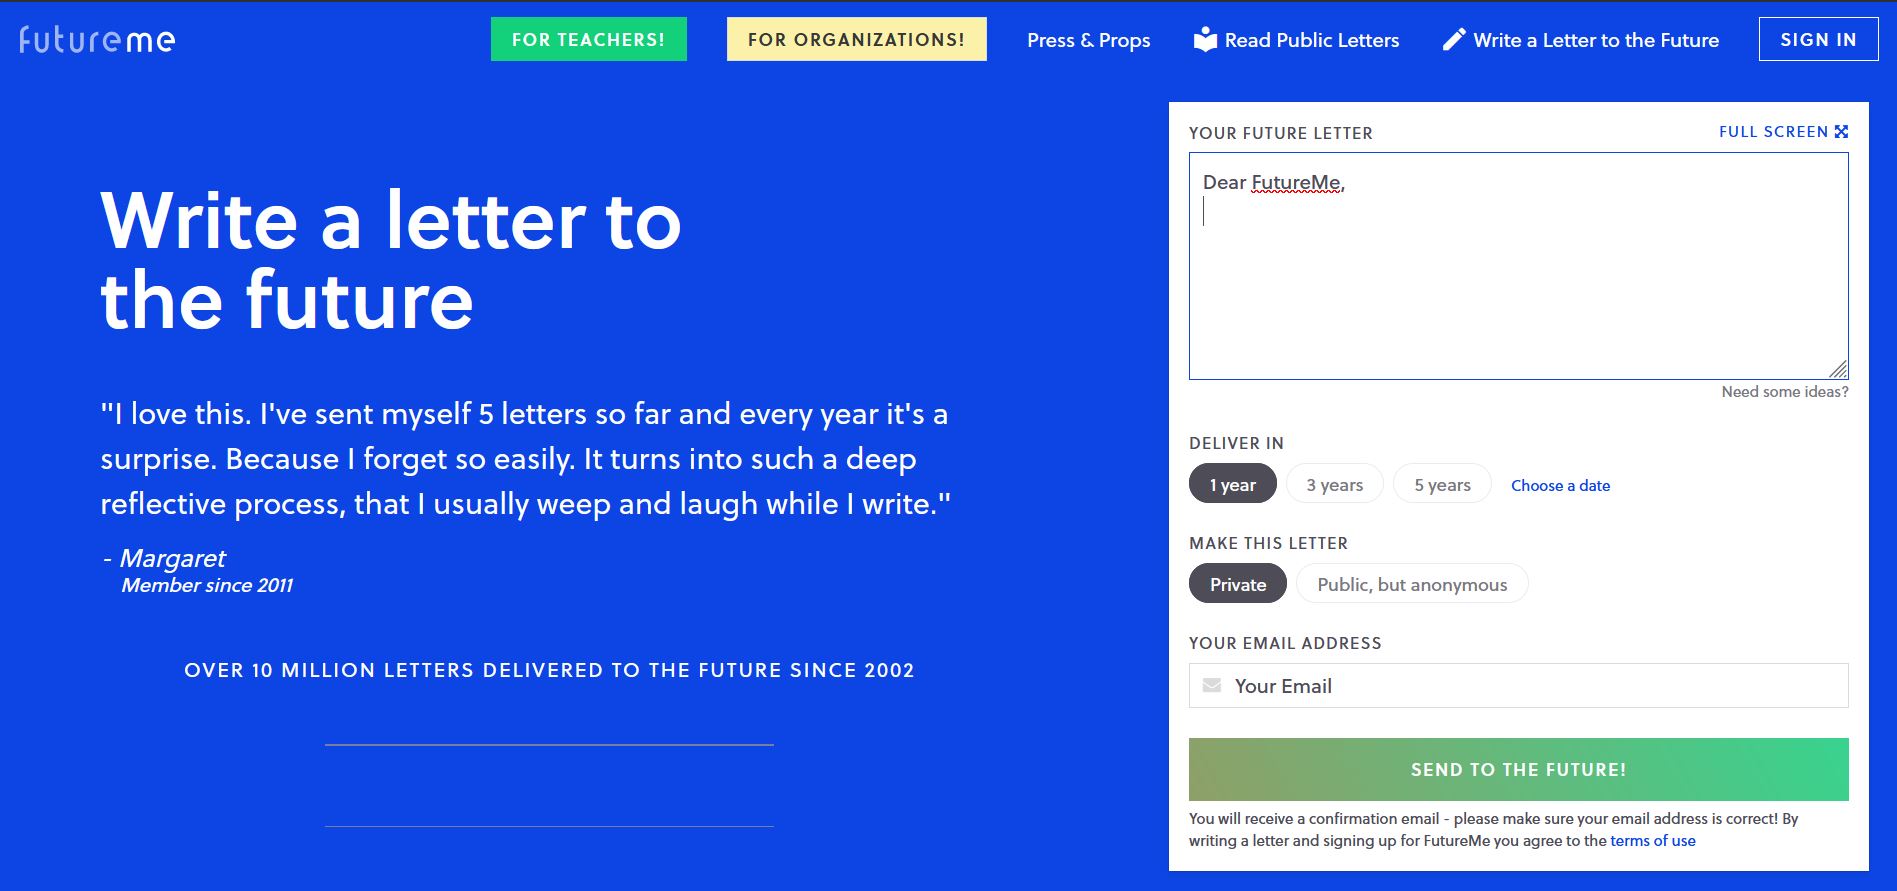 futureme
FOR TEACHERS!
FOR ORGANIZATIONS!
Press & Props
Read Public Letters
Write a Letter to the Future
SIGN IN
Write a letter to
the future
"I love this. I've sent myself 5 letters so far and every year it's a
surprise. Because I forget so easily. It turns into such a deep
reflective process, that I usually weep and laugh while I write."
- Margaret
Member since 2011
OVER 10 MILLION LETTERS DELIVERED TO THE FUTURE SINCE 2002
YOUR FUTURE LETTER
FULL SCREEN
Dear FutureMe,
Need some ideas?
DELIVER IN
1 year
3 years
5 years
Choose a date
MAKE THIS LETTER
Private
Public, but anonymous
YOUR EMAIL ADDRESS
Your Email
SEND TO THE FUTURE!
You will receive a confirmation email - please make sure your email address is correct! By
writing a letter and signing up for FutureMe you agree to the terms of use